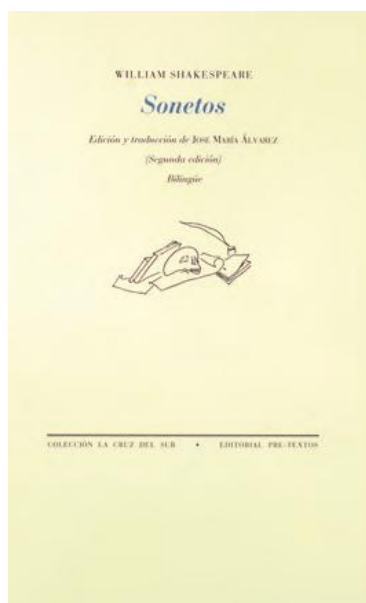 WILLIAM SHAKESPEARE
Sonetos
Edición y traducción de JOSE MARÍA ÁLVAREZ
(Segunda edición)
Bilingüe
COLECCIÓN LA CRUZ DEL SUR • EDITORIAL PRE-TEXTOS